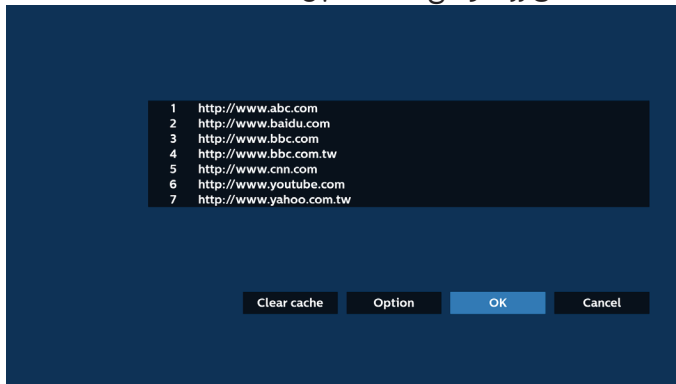 1 http://www.abc.com
2 http://www.baidu.com
3 http://www.bbc.com
4 http://www.bbc.com.tw
5 http://www.cnn.com
6 http://www.youtube.com
7 http://www.yahoo.com.tw
Clear cache Option OK Cancel